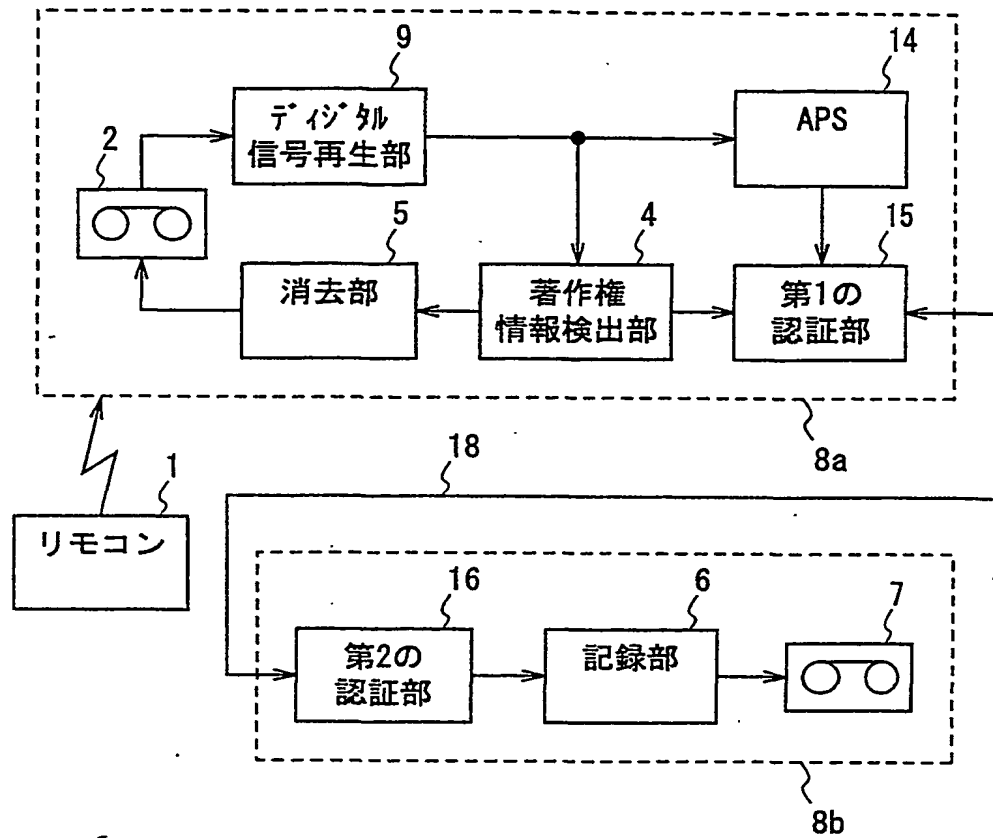 9
ディジタル
信号再生部
14
APS
2
5
消去部
4
著作権
情報検出部
15
第1の
認証部
8a
18
1
リモコン
16
第2の
認証部
6
記録部
7
8b